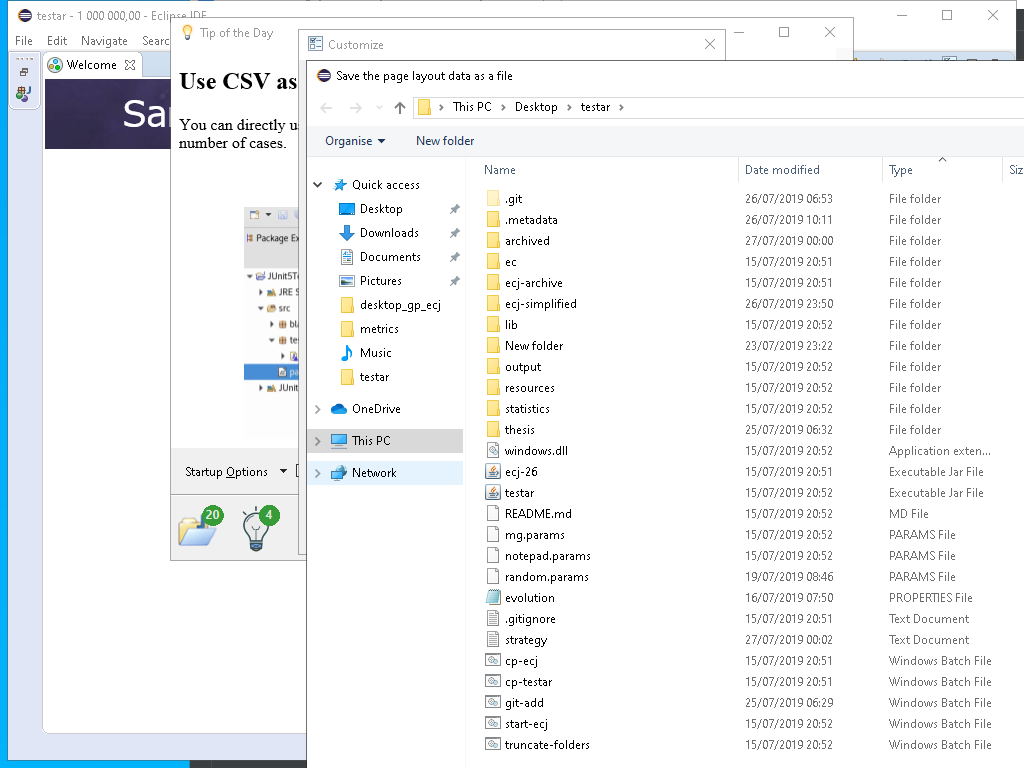 testar - 1 000 000,00 - Eclipse IDE
File Edit Navigate Searc
Welcome
Sa
Tip of the Day
Use CSV as
You can directly u
number of cases.
Package Ex
JUnit5T
JRE S
src
bl
te
pa
JUnit
Startup Options
20
4
Customize
Save the page layout data as a file
This PC > Desktop > testar >
Organise New folder
Quick access
Desktop
Downloads
Documents
Pictures
desktop_gp_ecj
metrics
Music
testar
OneDrive
This PC
Network
Name Date modified Type Siz
.git 26/07/2019 06:53 File folder
.metadata 26/07/2019 10:11 File folder
archived 27/07/2019 00:00 File folder
ec 15/07/2019 20:51 File folder
ecj-archive 15/07/2019 20:51 File folder
ecj-simplified 26/07/2019 23:50 File folder
lib 15/07/2019 20:52 File folder
New folder 23/07/2019 23:22 File folder
output 15/07/2019 20:52 File folder
resources 15/07/2019 20:52 File folder
statistics 15/07/2019 20:52 File folder
thesis 25/07/2019 06:32 File folder
windows.dll 15/07/2019 20:52 Application exten...
ecj-26 15/07/2019 20:51 Executable Jar File
testar 15/07/2019 20:52 Executable Jar File
README.md 15/07/2019 20:52 MD File
mg.params 15/07/2019 20:52 PARAMS File
notepad.params 15/07/2019 20:52 PARAMS File
random.params 19/07/2019 08:46 PARAMS File
evolution 16/07/2019 07:50 PROPERTIES File
.gitignore 15/07/2019 20:51 Text Document
strategy 27/07/2019 00:02 Text Document
cp-ecj 15/07/2019 20:51 Windows Batch File
cp-testar 15/07/2019 20:51 Windows Batch File
git-add 25/07/2019 06:29 Windows Batch File
start-ecj 15/07/2019 20:52 Windows Batch File
truncate-folders 15/07/2019 20:52 Windows Batch File